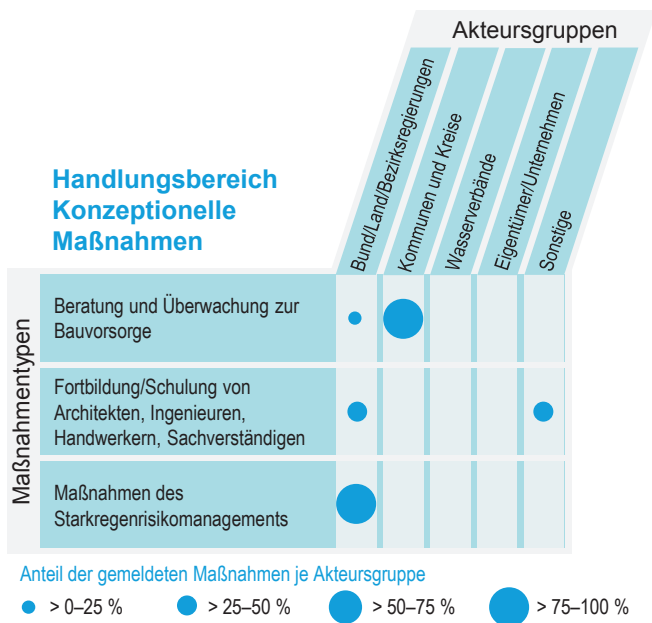 Akteursgruppen
Bund/Land/Bezirksregierungen
Kommunen und Kreise
Wasserverbände
Eigentümer/Unternehmen
Sonstige
Handlungsbereich
Konzeptionelle
Maßnahmen
Maßnahmentypen
Beratung und Überwachung zur
Bauvorsorge
Fortbildung/Schulung von
Architekten, Ingenieuren,
Handwerkern, Sachverständigen
Maßnahmen des
Starkregenrisikomanagements
Anteil der gemeldeten Maßnahmen je Akteursgruppe
> 0–25 % > 25–50 % > 50–75 % > 75–100 %